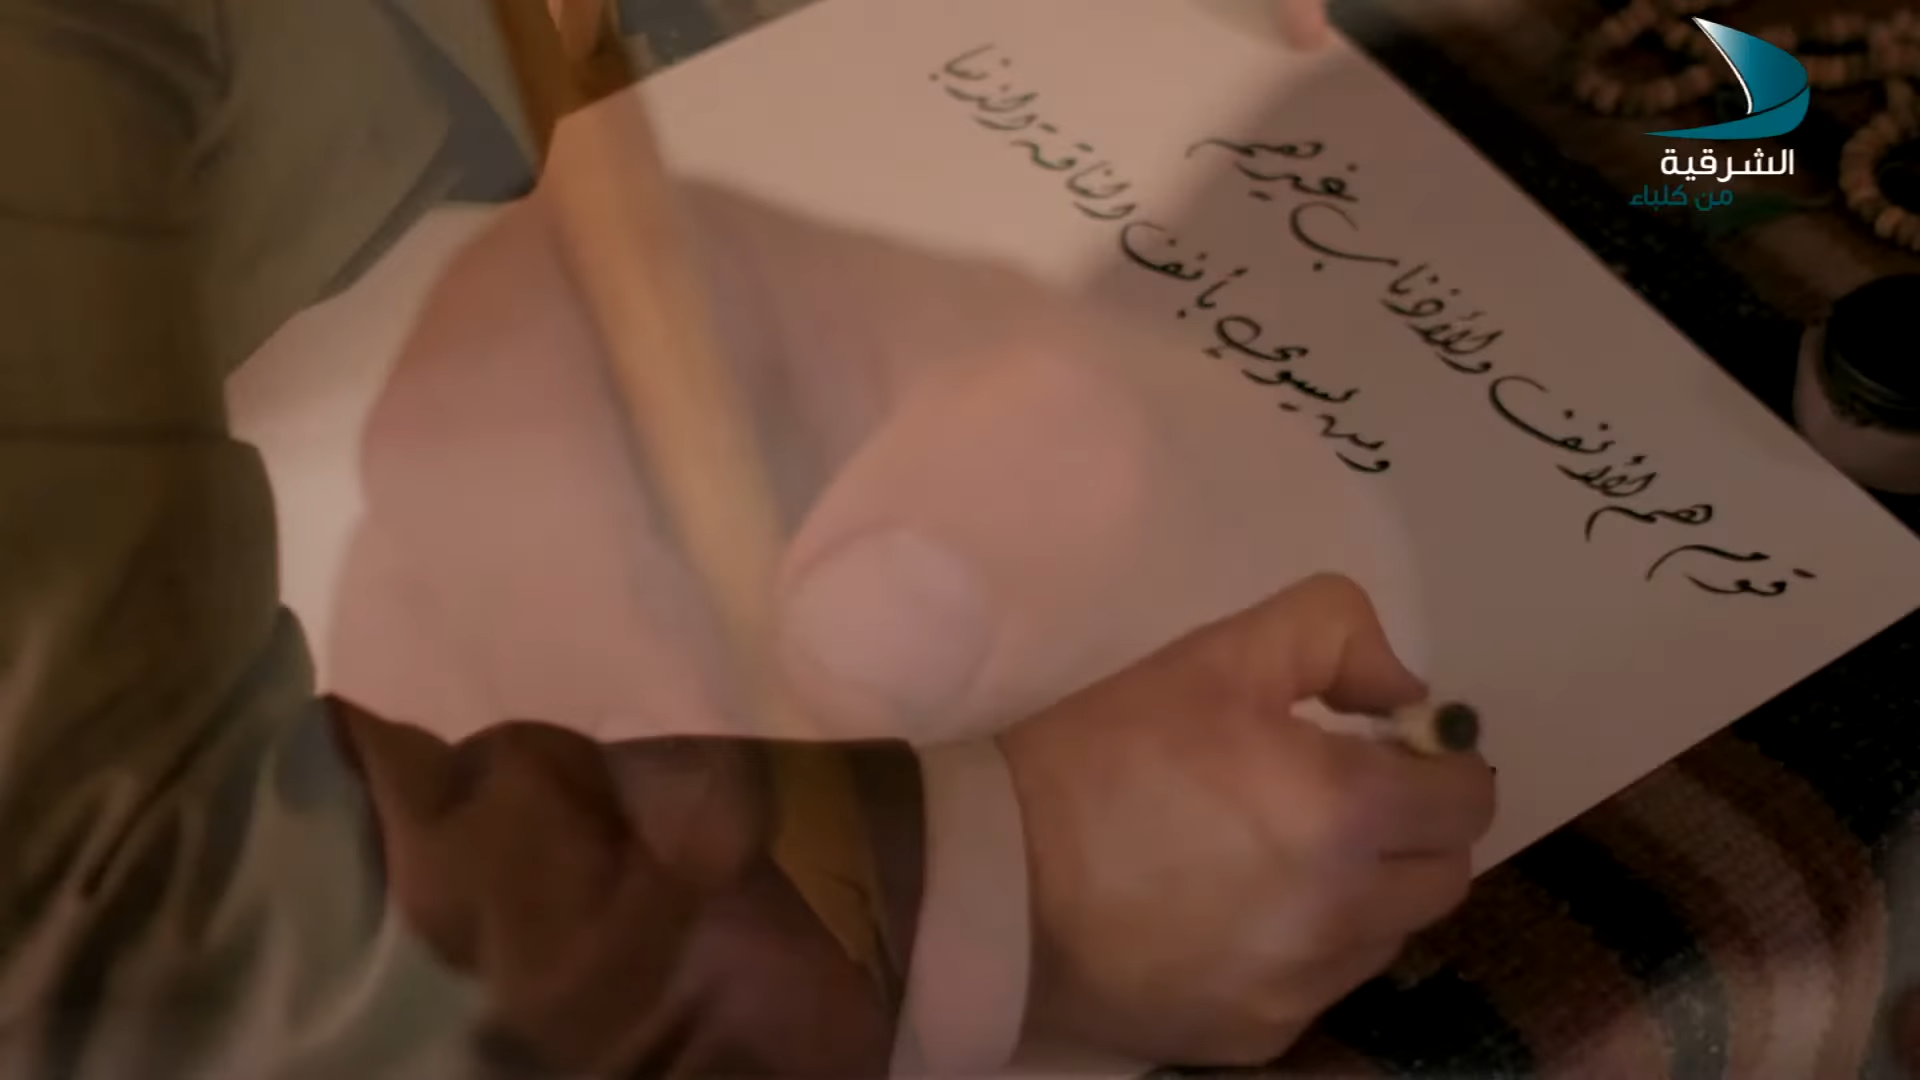 قوم هم الأنف والأذناب غيرهم
ومن يسوي بأنف الناقة الذنبا
الشرقية
من كلباء